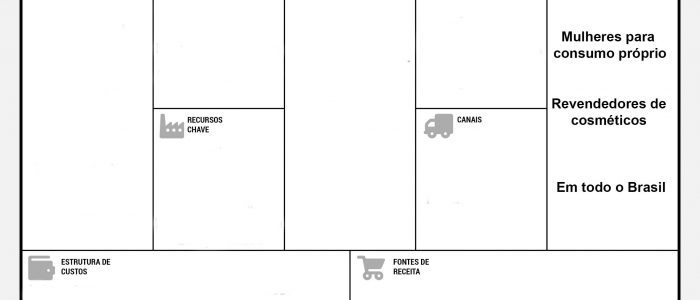 Mulheres para
consumo próprio
Revendedores de
cosméticos
RECURSOS
CHAVE
CANAIS
Em todo o Brasil
ESTRUTURA DE
CUSTOS
FONTES DE
RECEITA